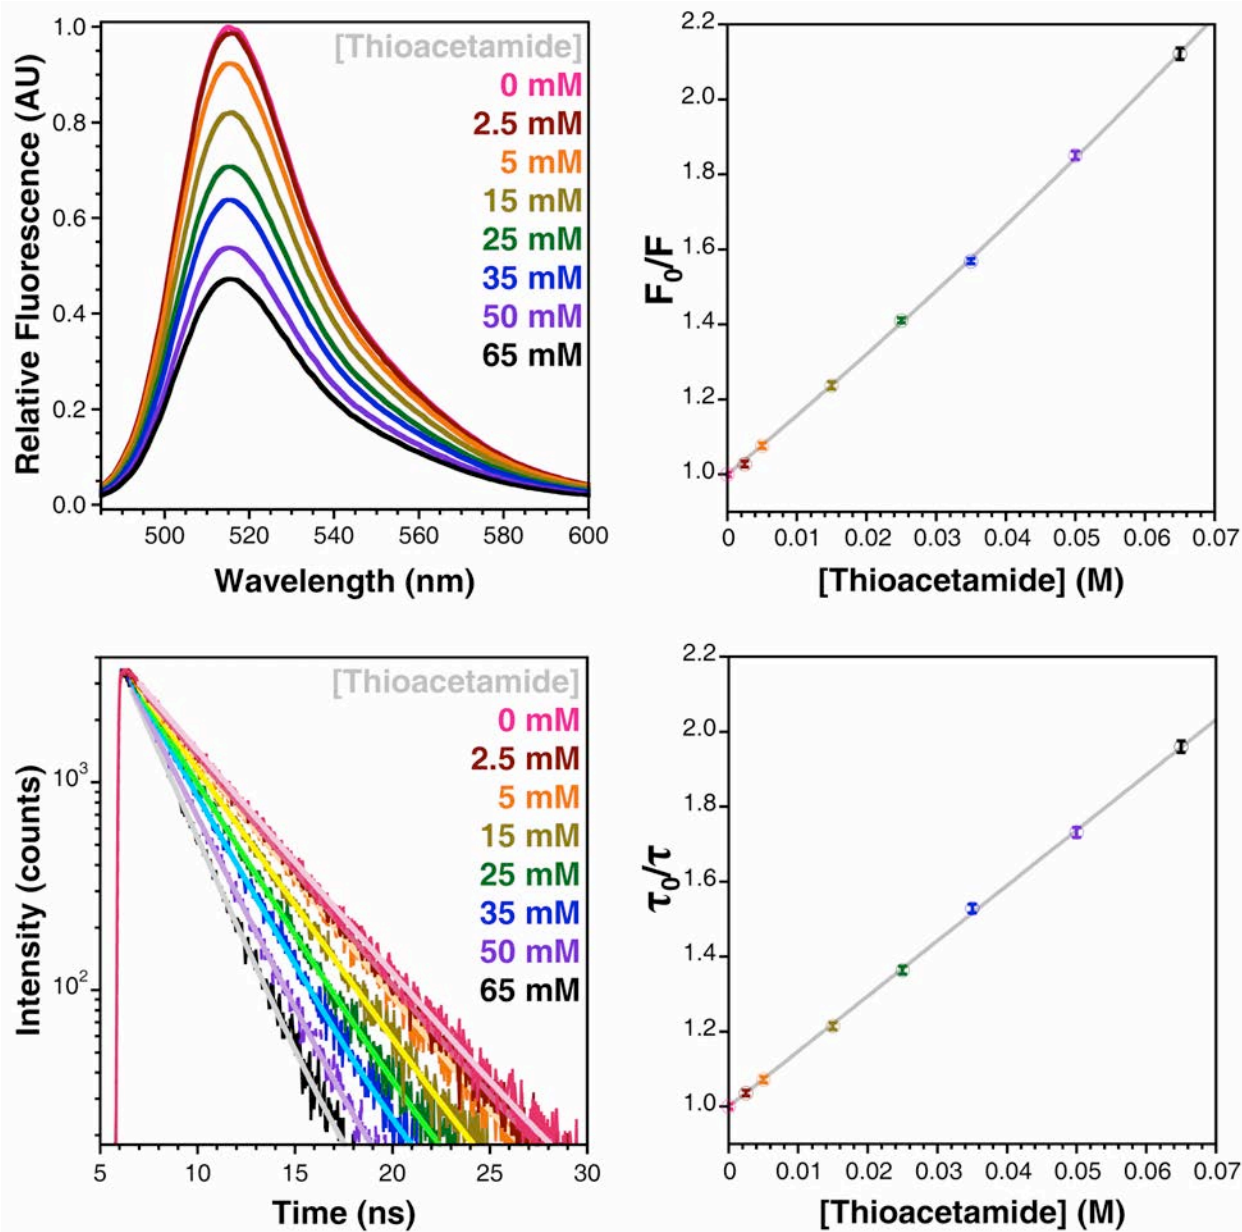 1.0
0.8
0.6
0.4
0.2
0.0
Relative Fluorescence (AU)
[Thioacetamide]
0 mM
2.5 mM
5 mM
15 mM
25 mM
35 mM
50 mM
65 mM
500 520 540 560 580 600
Wavelength (nm)
2.2
2.0
1.8
1.6
1.4
1.2
1.0
F₀/F
0 0.01 0.02 0.03 0.04 0.05 0.06 0.07
[Thioacetamide] (M)
10³
10²
Intensity (counts)
[Thioacetamide]
0 mM
2.5 mM
5 mM
15 mM
25 mM
35 mM
50 mM
65 mM
5 10 15 20 25 30
Time (ns)
2.2
2.0
1.8
1.6
1.4
1.2
1.0
τ₀/τ
0 0.01 0.02 0.03 0.04 0.05 0.06 0.07
[Thioacetamide] (M)